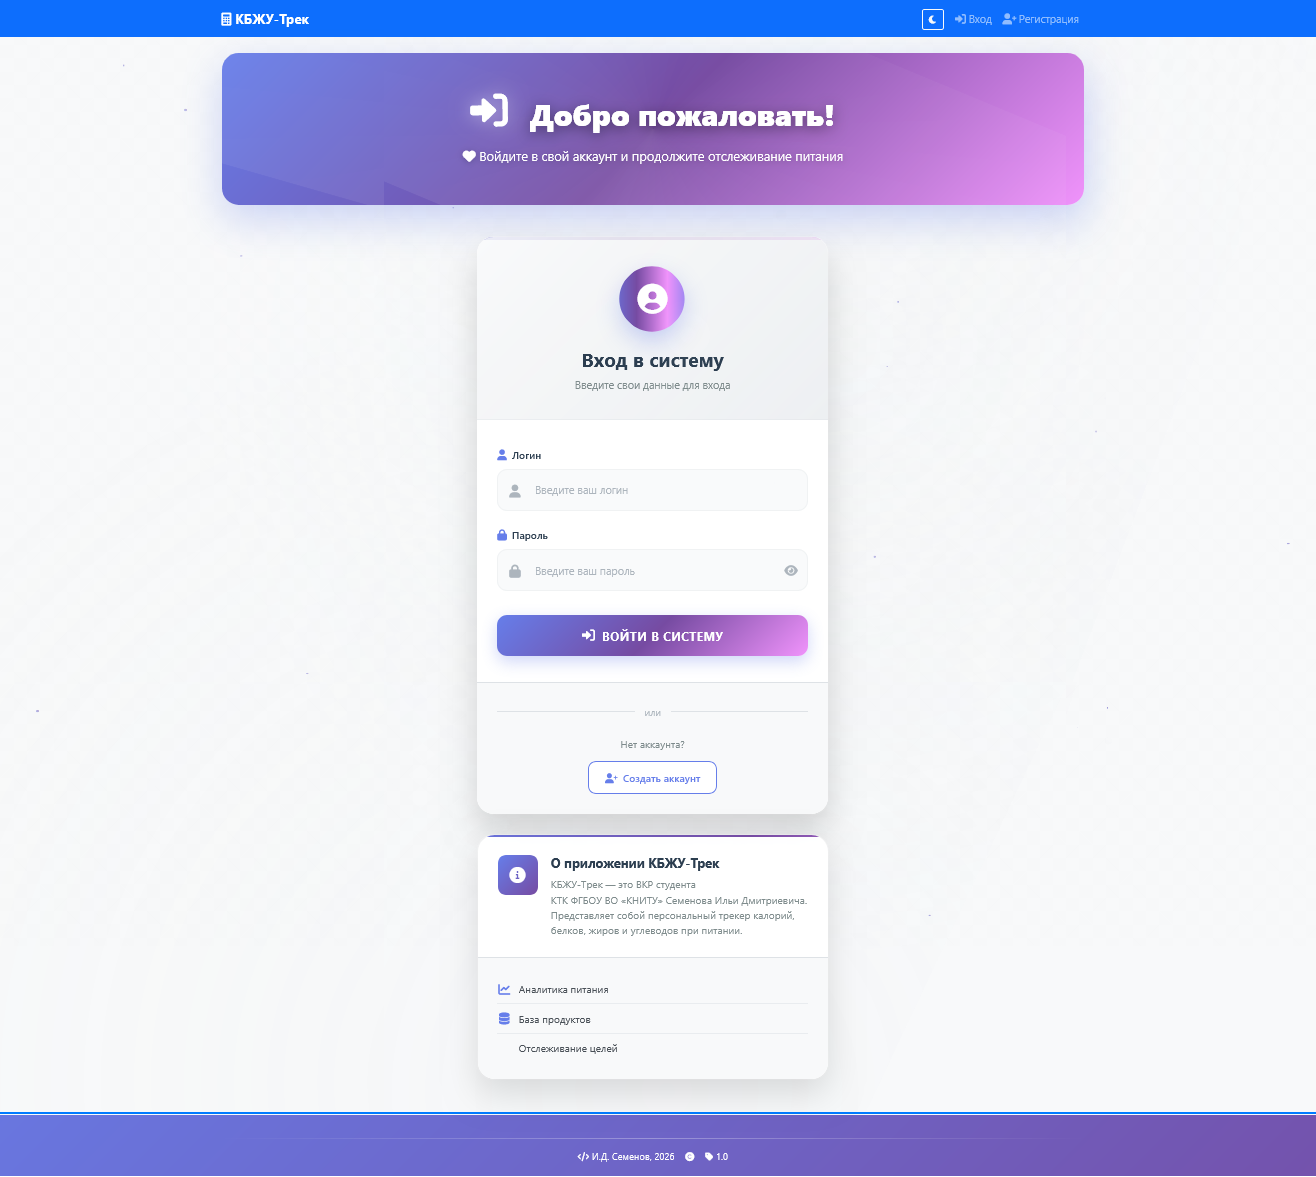 КБЖУ-Трек
Вход
Регистрация
Добро пожаловать!
Войдите в свой аккаунт и продолжите отслеживание питания
Вход в систему
Введите свои данные для входа
Логин
Введите ваш логин
Пароль
Введите ваш пароль
ВОЙТИ В СИСТЕМУ
или
Нет аккаунта?
Создать аккаунт
О приложении КБЖУ-Трек
КБЖУ-Трек — это ВКР студента
КТК ФГБОУ ВО «КНИТУ» Семенова Ильи Дмитриевича.
Представляет собой персональный трекер калорий,
белков, жиров и углеводов при питании.
Аналитика питания
База продуктов
Отслеживание целей
И.Д. Семенов, 2026 © 1.0